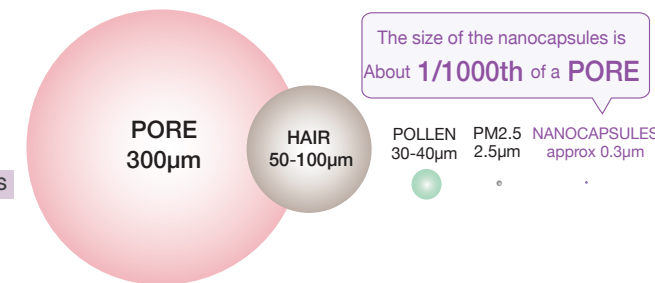 The size of the nanocapsules is
About 1/1000th of a PORE
PORE
300µm
HAIR
50-100µm
POLLEN
30-40µm
PM2.5
2.5µm
NANOCAPSULES
approx 0.3µm
S